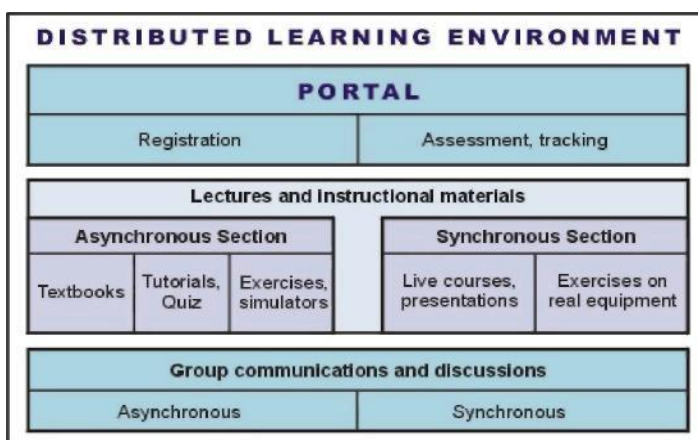 DISTRIBUTED LEARNING ENVIRONMENT
PORTAL
Registration
Assessment, tracking
Lectures and instructional materials
Asynchronous Section
Synchronous Section
Textbooks
Tutorials,
Quiz
Exercises,
simulators
Live courses,
presentations
Exercises on
real equipment
Group communications and discussions
Asynchronous
Synchronous